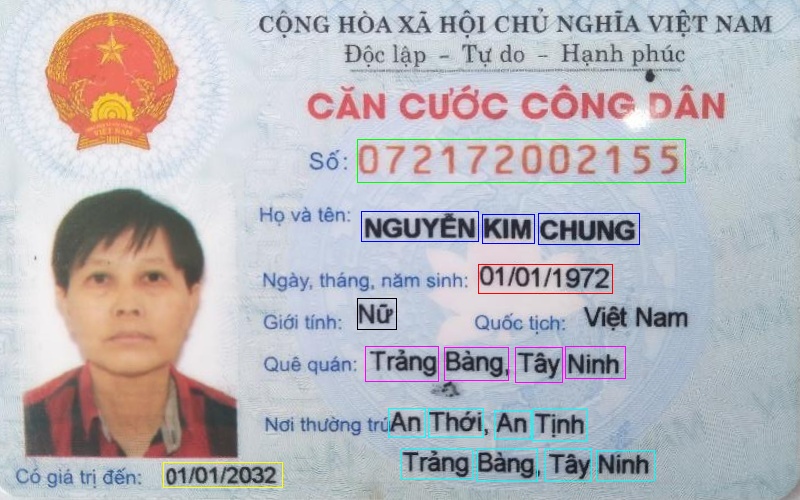 CỘNG HÒA XÃ HỘI CHỦ NGHĨA VIỆT NAM
Độc lập – Tự do – Hạnh phúc
CĂN CƯỚC CÔNG DÂN
Số: 072172002155
Họ và tên: NGUYỄN KIM CHUNG
Ngày, tháng, năm sinh: 01/01/1972
Giới tính: Nữ Quốc tịch: Việt Nam
Quê quán: Trảng Bàng, Tây Ninh
Nơi thường trú: An Thới, An Tịnh
Trảng Bàng, Tây Ninh
Có giá trị đến: 01/01/2032
VIỆT NAM